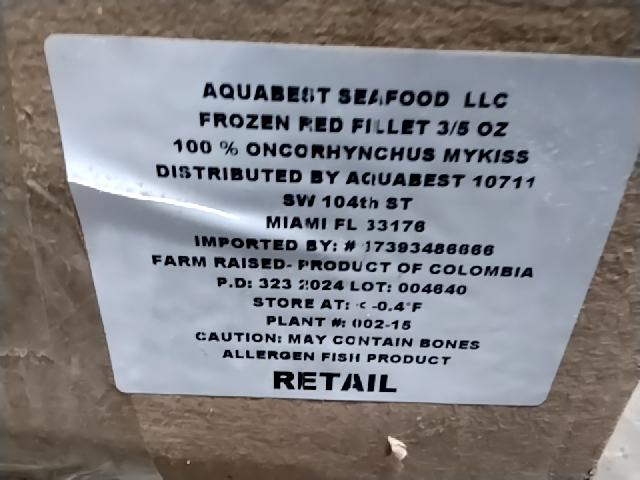 AQUABEST SEAFOOD LLC
FROZEN RED FILLET 3/5 OZ
100 % ONCORHYNCHUS MYKISS
DISTRIBUTED BY AQUABEST 10711
SW 104th ST
MIAMI FL 33176
IMPORTED BY: # 17393486666
FARM RAISED- PRODUCT OF COLOMBIA
P.D: 323 2024 LOT: 004640
STORE AT: < -0.4°F
PLANT #: 002-15
CAUTION: MAY CONTAIN BONES
ALLERGEN FISH PRODUCT
RETAIL